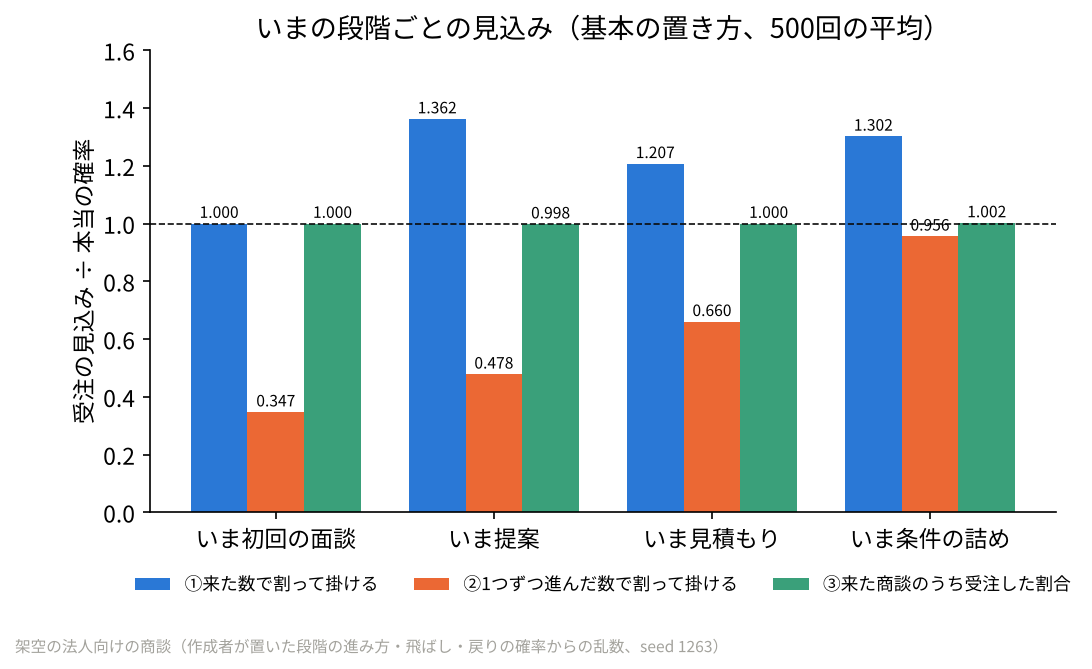 いまの段階ごとの見込み（基本の置き方、500回の平均）
受注の見込み ÷ 本当の確率
1.6
1.4
1.2
1.0
0.8
0.6
0.4
0.2
0.0
1.000
0.347
1.000
1.362
0.478
0.998
1.207
0.660
1.000
1.302
0.956
1.002
いま初回の面談
いま提案
いま見積もり
いま条件の詰め
①来た数で割って掛ける
②1つずつ進んだ数で割って掛ける
③来た商談のうち受注した割合
架空の法人向けの商談（作成者が置いた段階の進み方・飛ばし・戻りの確率からの乱数、seed 1263）